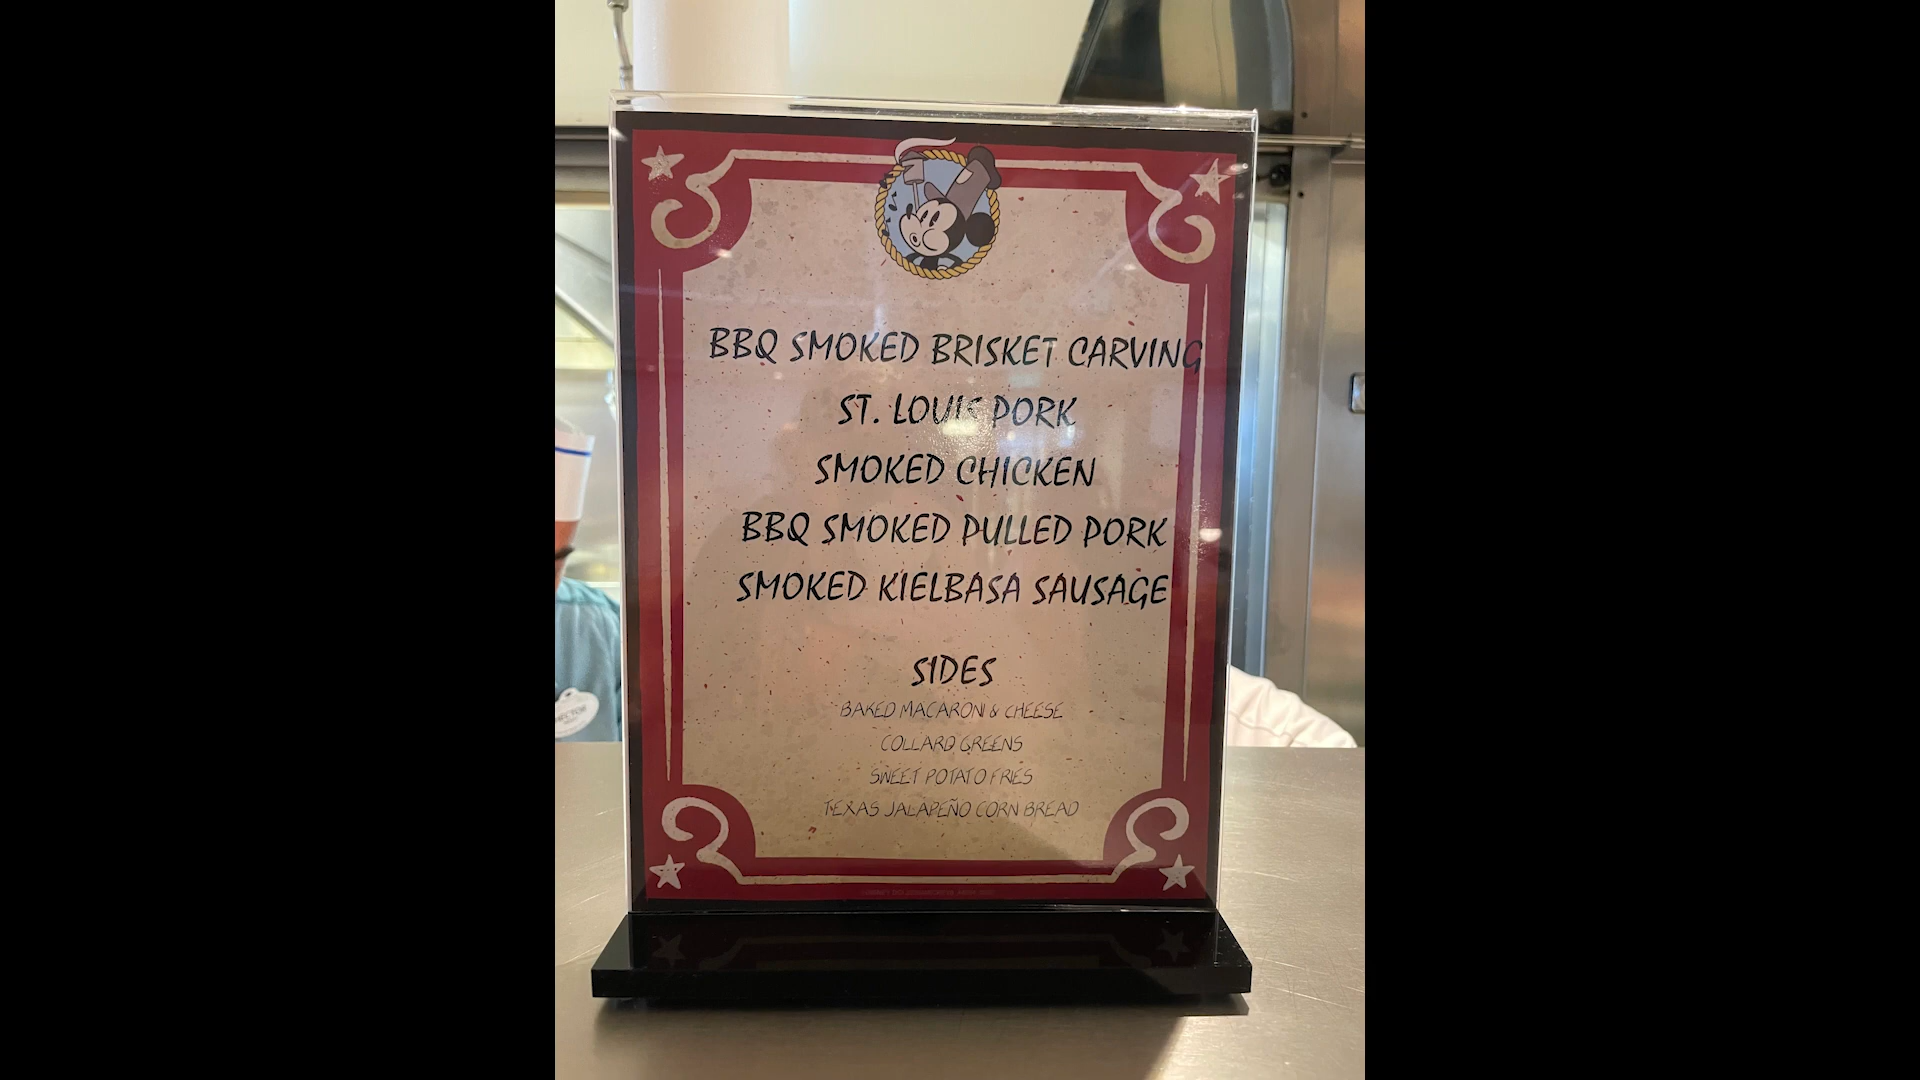 BBQ SMOKED BRISKET CARVING
ST. LOUIS PORK
SMOKED CHICKEN
BBQ SMOKED PULLED PORK
SMOKED KIELBASA SAUSAGE
SIDES
BAKED MACARONI & CHEESE
COLLARD GREENS
SWEET POTATO FRIES
TEXAS JALAPEÑO CORN BREAD